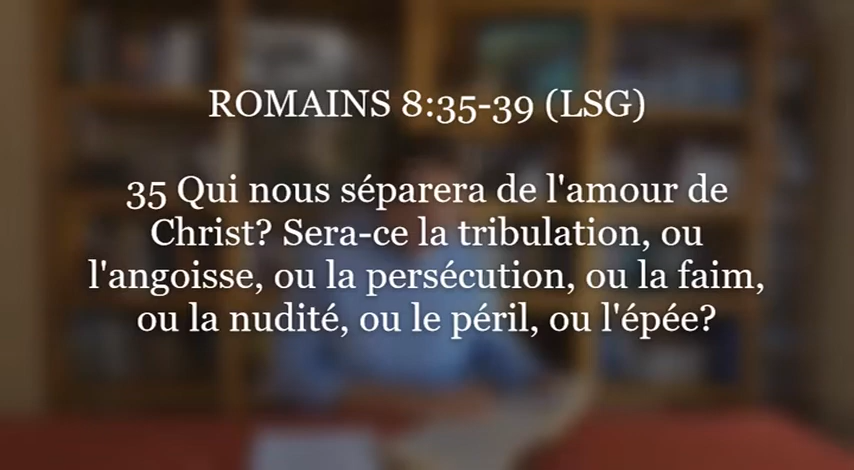 ROMAINS 8:35-39 (LSG)
35 Qui nous séparera de l'amour de
Christ? Sera-ce la tribulation, ou
l'angoisse, ou la persécution, ou la faim,
ou la nudité, ou le péril, ou l'épée?